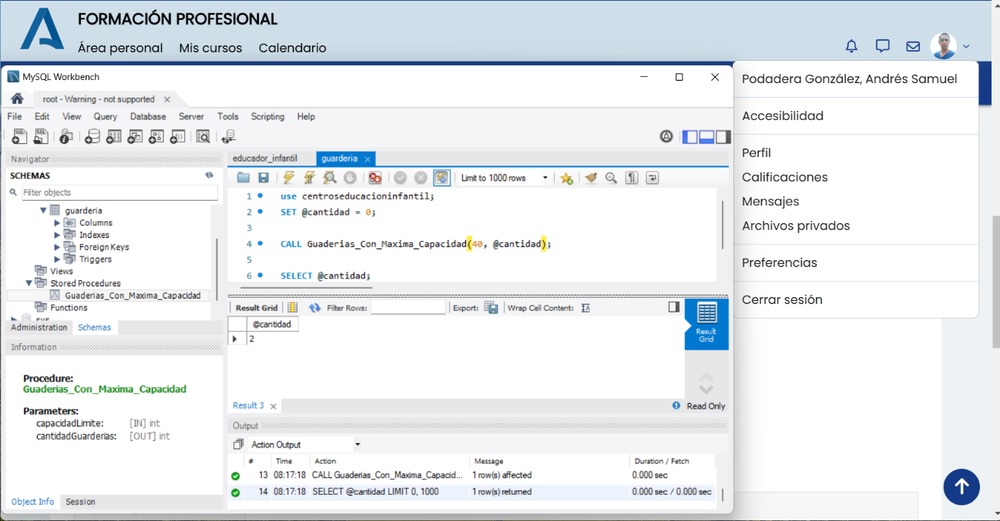 FORMACIÓN PROFESIONAL
Área personal Mis cursos Calendario
Podadera González, Andrés Samuel
Accesibilidad
Perfil
Calificaciones
Mensajes
Archivos privados
Preferencias
Cerrar sesión
MySQL Workbench
root - Warning - not supported
File Edit View Query Database Server Tools Scripting Help
Navigator
SCHEMAS
Filter objects
guarderia
Columns
Indexes
Foreign Keys
Triggers
Views
Stored Procedures
Guaderias_Con_Maxima_Capacidad
Functions
sys
Administration Schemas
Information
Procedure:
Guaderias_Con_Maxima_Capacidad
Parameters:
capacidadLimite: [IN] int
cantidadGuarderias: [OUT] int
Object Info Session
educador_infantil guarderia
Limit to 1000 rows
1 use centroseducacioninfantil;
2 SET @cantidad = 0;
3
4 CALL Guaderias_Con_Maxima_Capacidad(40, @cantidad);
5
6 SELECT @cantidad;
Result Grid Filter Rows: Export: Wrap Cell Content:
@cantidad
2
Result Grid
Result 3 Read Only
Output
Action Output
# Time Action Message Duration / Fetch
13 08:17:18 CALL Guaderias_Con_Maxima_Capacid... 1 row(s) affected 0.000 sec
14 08:17:18 SELECT @cantidad LIMIT 0, 1000 1 row(s) returned 0.000 sec / 0.000 sec